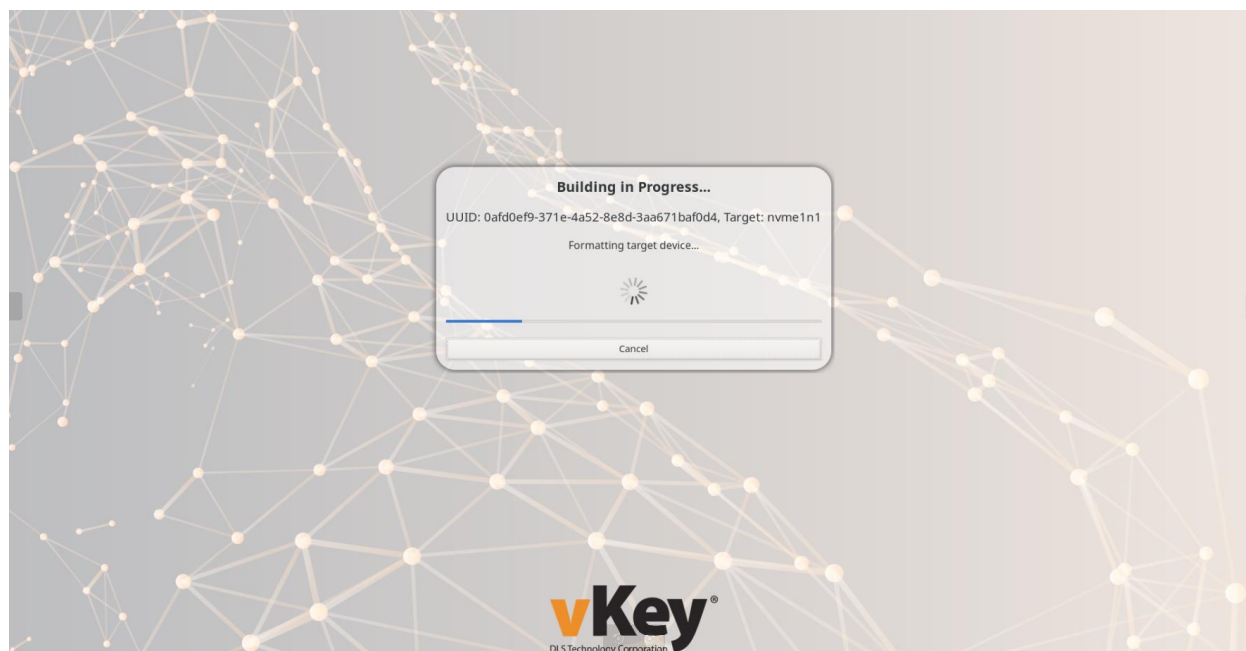 Building in Progress...
UUID: 0afd0ef9-371e-4a52-8e8d-3aa671baf0d4, Target: nvme1n1
Formatting target device...
Cancel
vKey®
DLS Technology Corporation